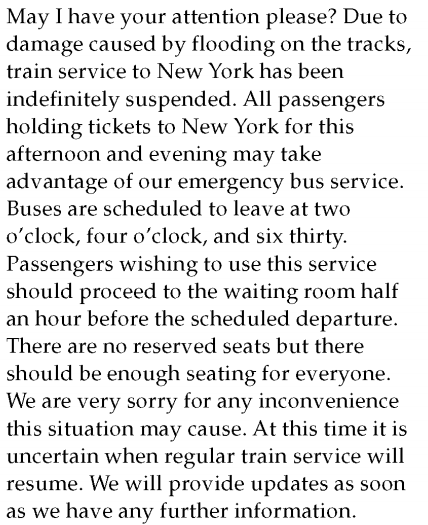 May I have your attention please? Due to
damage caused by flooding on the tracks,
train service to New York has been
indefinitely suspended. All passengers
holding tickets to New York for this
afternoon and evening may take
advantage of our emergency bus service.
Buses are scheduled to leave at two
o’clock, four o’clock, and six thirty.
Passengers wishing to use this service
should proceed to the waiting room half
an hour before the scheduled departure.
There are no reserved seats but there
should be enough seating for everyone.
We are very sorry for any inconvenience
this situation may cause. At this time it is
uncertain when regular train service will
resume. We will provide updates as soon
as we have any further information.